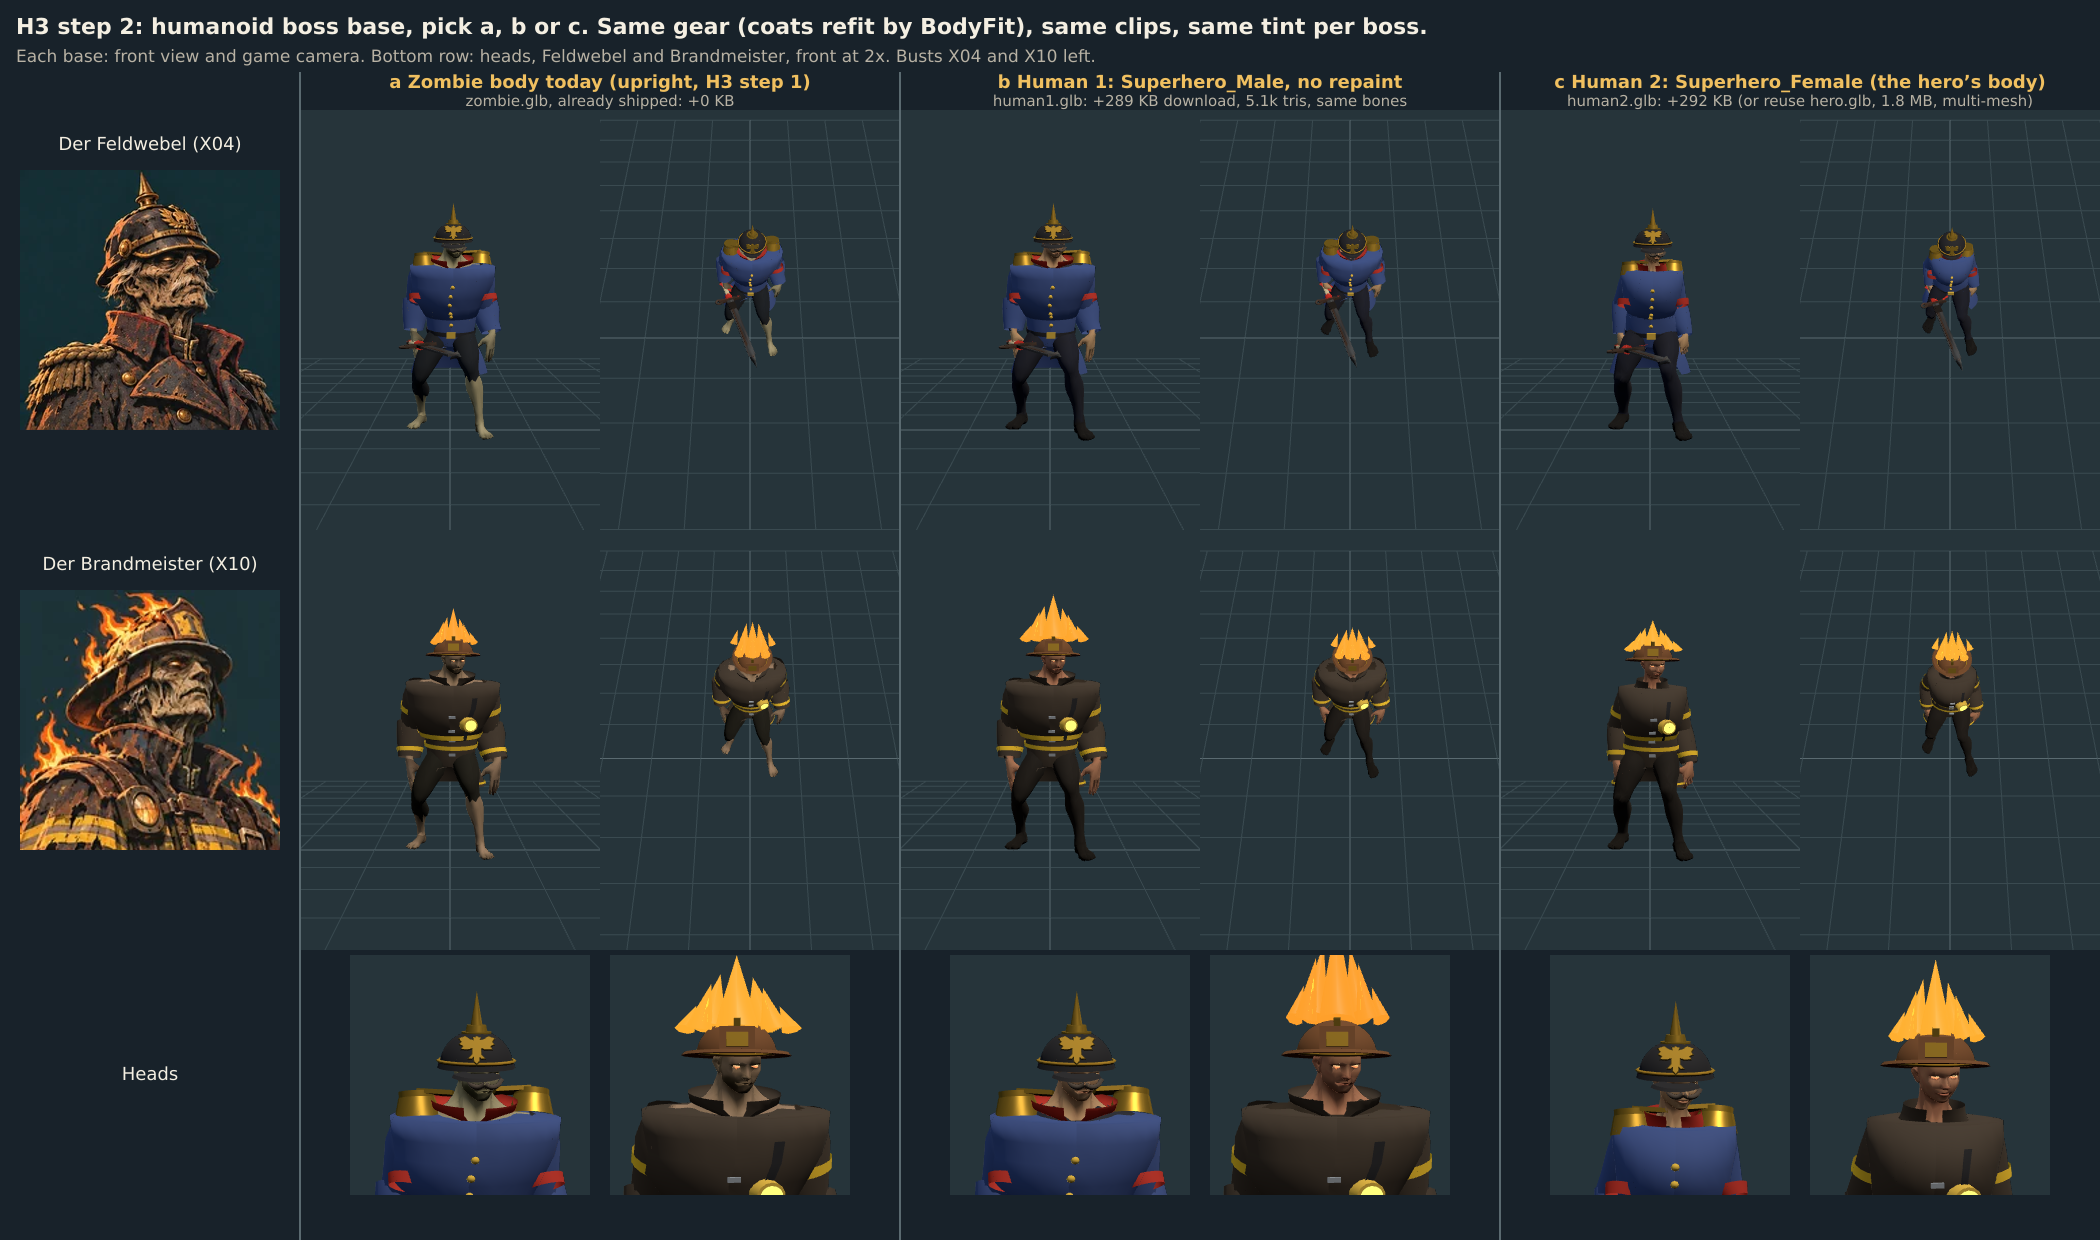 H3 step 2: humanoid boss base, pick a, b or c. Same gear (coats refit by BodyFit), same clips, same tint per boss.
Each base: front view and game camera. Bottom row: heads, Feldwebel and Brandmeister, front at 2x. Busts X04 and X10 left.
a Zombie body today (upright, H3 step 1)
zombie.glb, already shipped: +0 KB
b Human 1: Superhero_Male, no repaint
human1.glb: +289 KB download, 5.1k tris, same bones
c Human 2: Superhero_Female (the hero’s body)
human2.glb: +292 KB (or reuse hero.glb, 1.8 MB, multi-mesh)
Der Feldwebel (X04)
Der Brandmeister (X10)
Heads